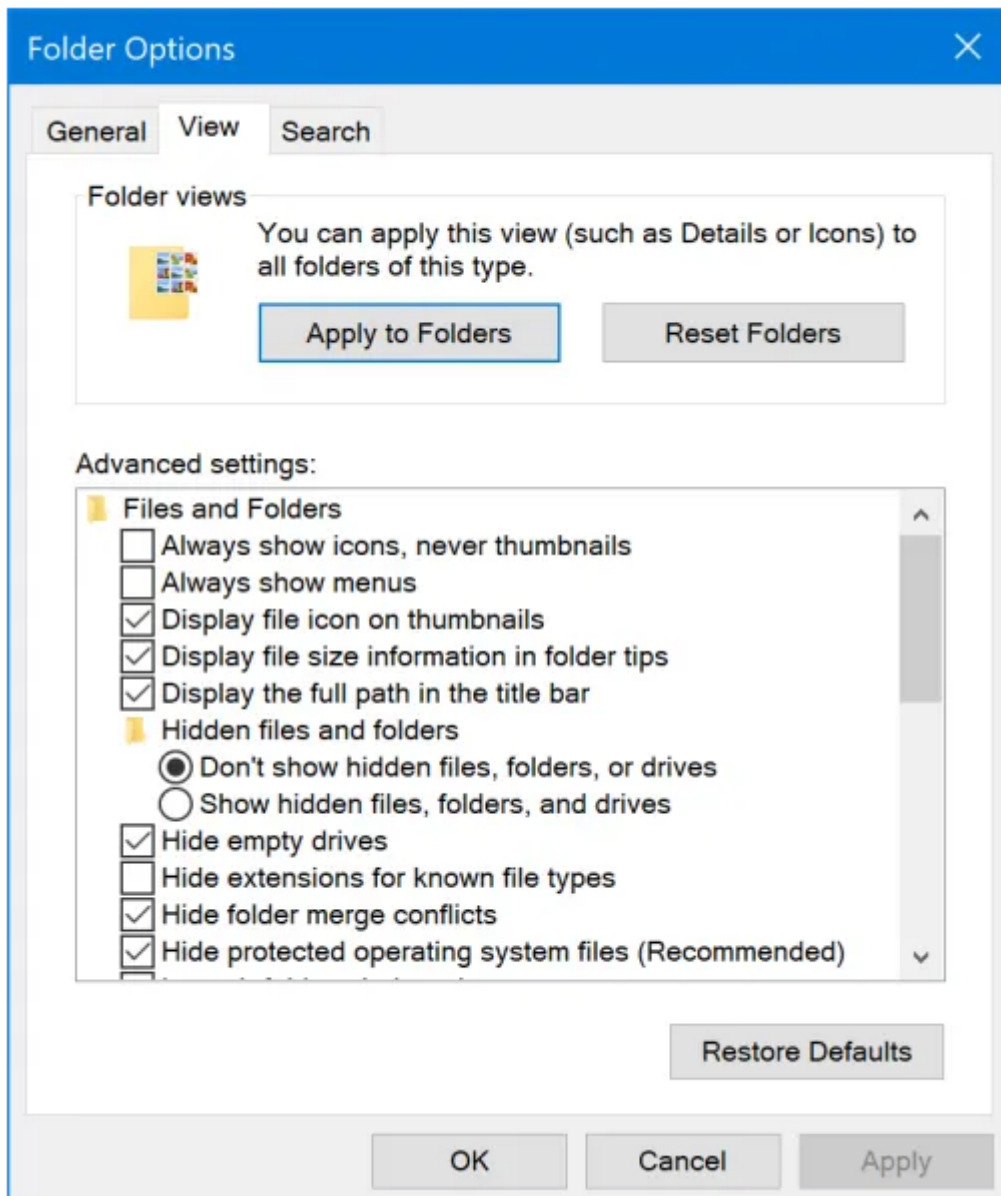 Folder Options
General
View
Search
Folder views
You can apply this view (such as Details or Icons) to
all folders of this type.
Apply to Folders
Reset Folders
Advanced settings:
Files and Folders
Always show icons, never thumbnails
Always show menus
Display file icon on thumbnails
Display file size information in folder tips
Display the full path in the title bar
Hidden files and folders
Don't show hidden files, folders, or drives
Show hidden files, folders, and drives
Hide empty drives
Hide extensions for known file types
Hide folder merge conflicts
Hide protected operating system files (Recommended)
Restore Defaults
OK
Cancel
Apply